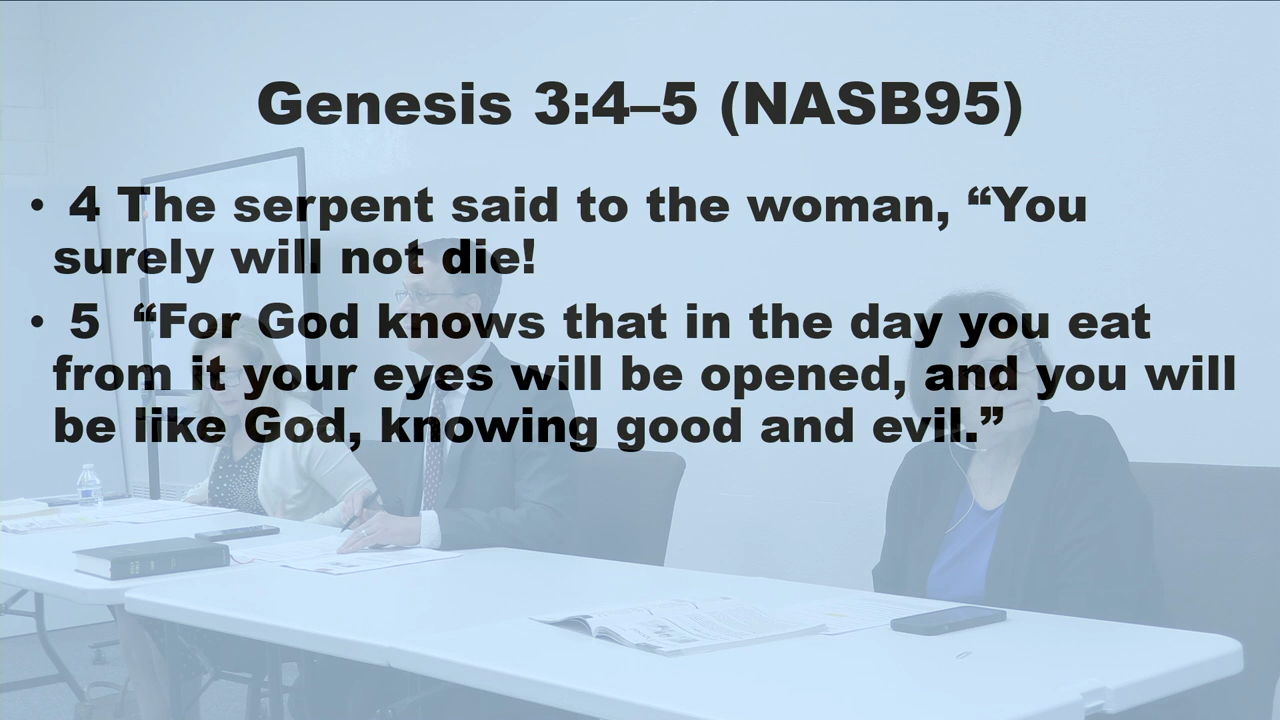 Genesis 3:4–5 (NASB95)
• 4 The serpent said to the woman, “You
surely will not die!
• 5 “For God knows that in the day you eat
from it your eyes will be opened, and you will
be like God, knowing good and evil.”